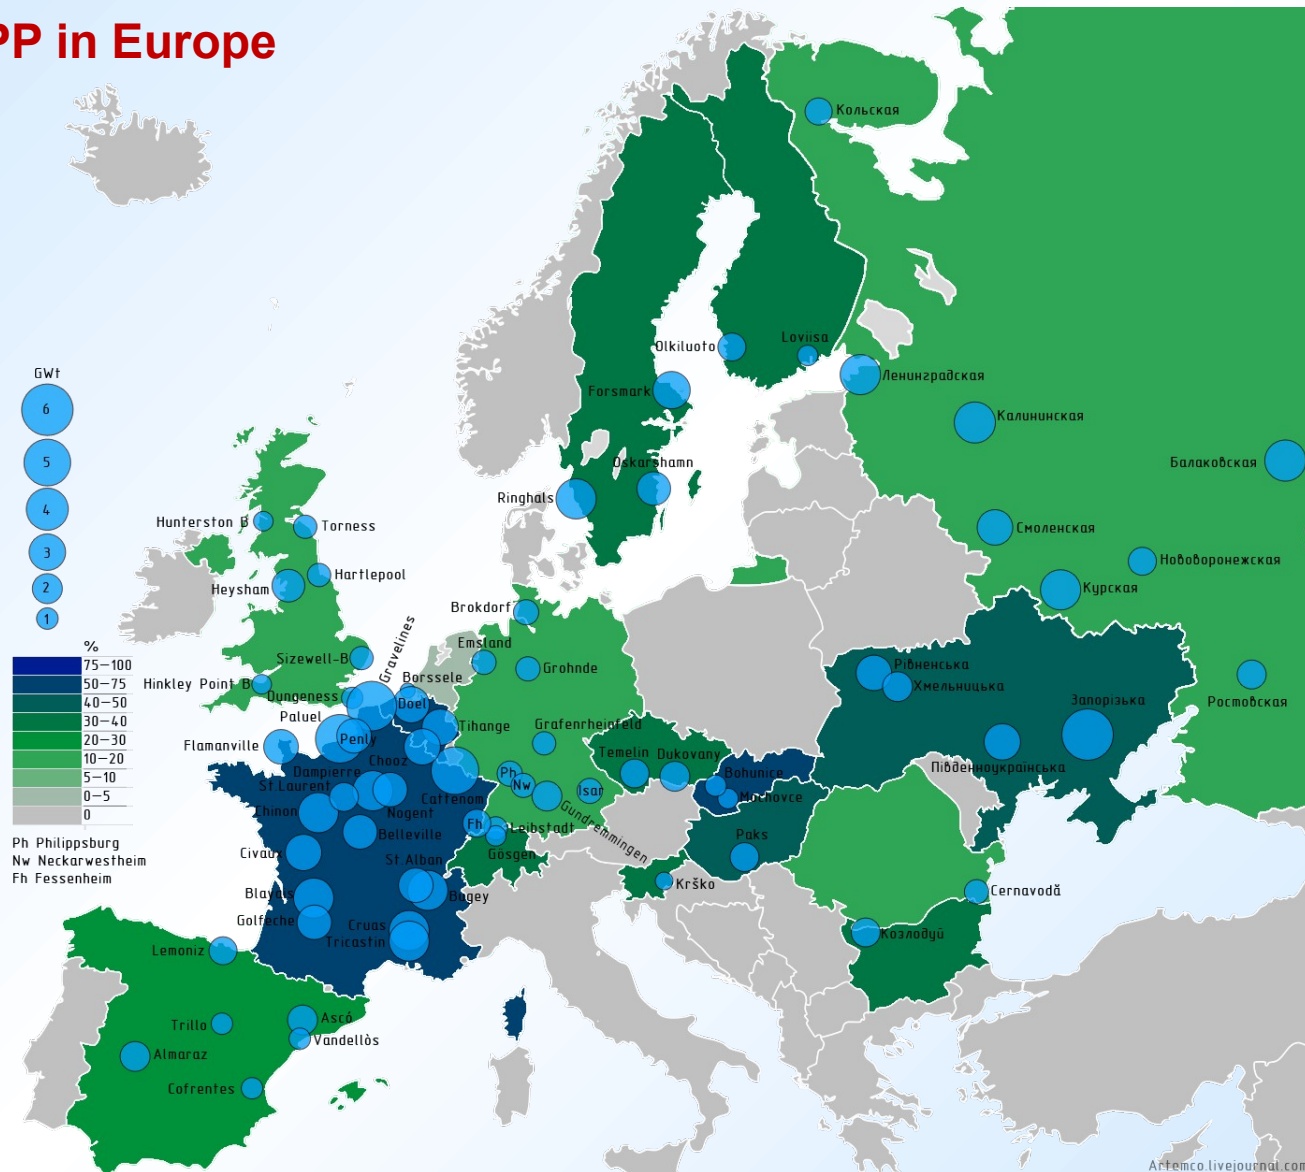 PP in Europe
Кольская
Olkiluoto
Loviisa
Ленинградская
Forsmark
Калининская
Балаковская
Oskarshamn
Ringhals
Смоленская
Нововоронежская
Курская
GWt
6
5
4
3
2
1
%
75–100
50–75
40–50
30–40
20–30
10–20
5–10
0–5
0
Ph Philippsburg
Nw Neckarwestheim
Fh Fessenheim
Hunterston B
Torness
Heysham
Hartlepool
Sizewell-B
Hinkley Point B
Dungeness
Gravelines
Brokdorf
Emsland
Grohnde
Borssele
Doel
Tihange
Paluel
Penly
Flamanville
Chooz
Cattenom
Grafenrheinfeld
Temelin
Dukovany
Bohunice
Mochovce
Рівненська
Хмельницька
Запорізька
Південноукраїнська
Ростовская
Dampierre
St.Laurent
Nogent
Chinon
Belleville
Ph
Nw
Isar
Gundremmingen
Fh
Leibstadt
Gösgen
Paks
Krško
Civaux
St.Alban
Bugey
Blayais
Golfeche
Cruas
Tricastin
Cernavodă
Козлодуй
Lemoniz
Trillo
Ascó
Vandellòs
Almaraz
Cofrentes
Artemco.livejournal.com